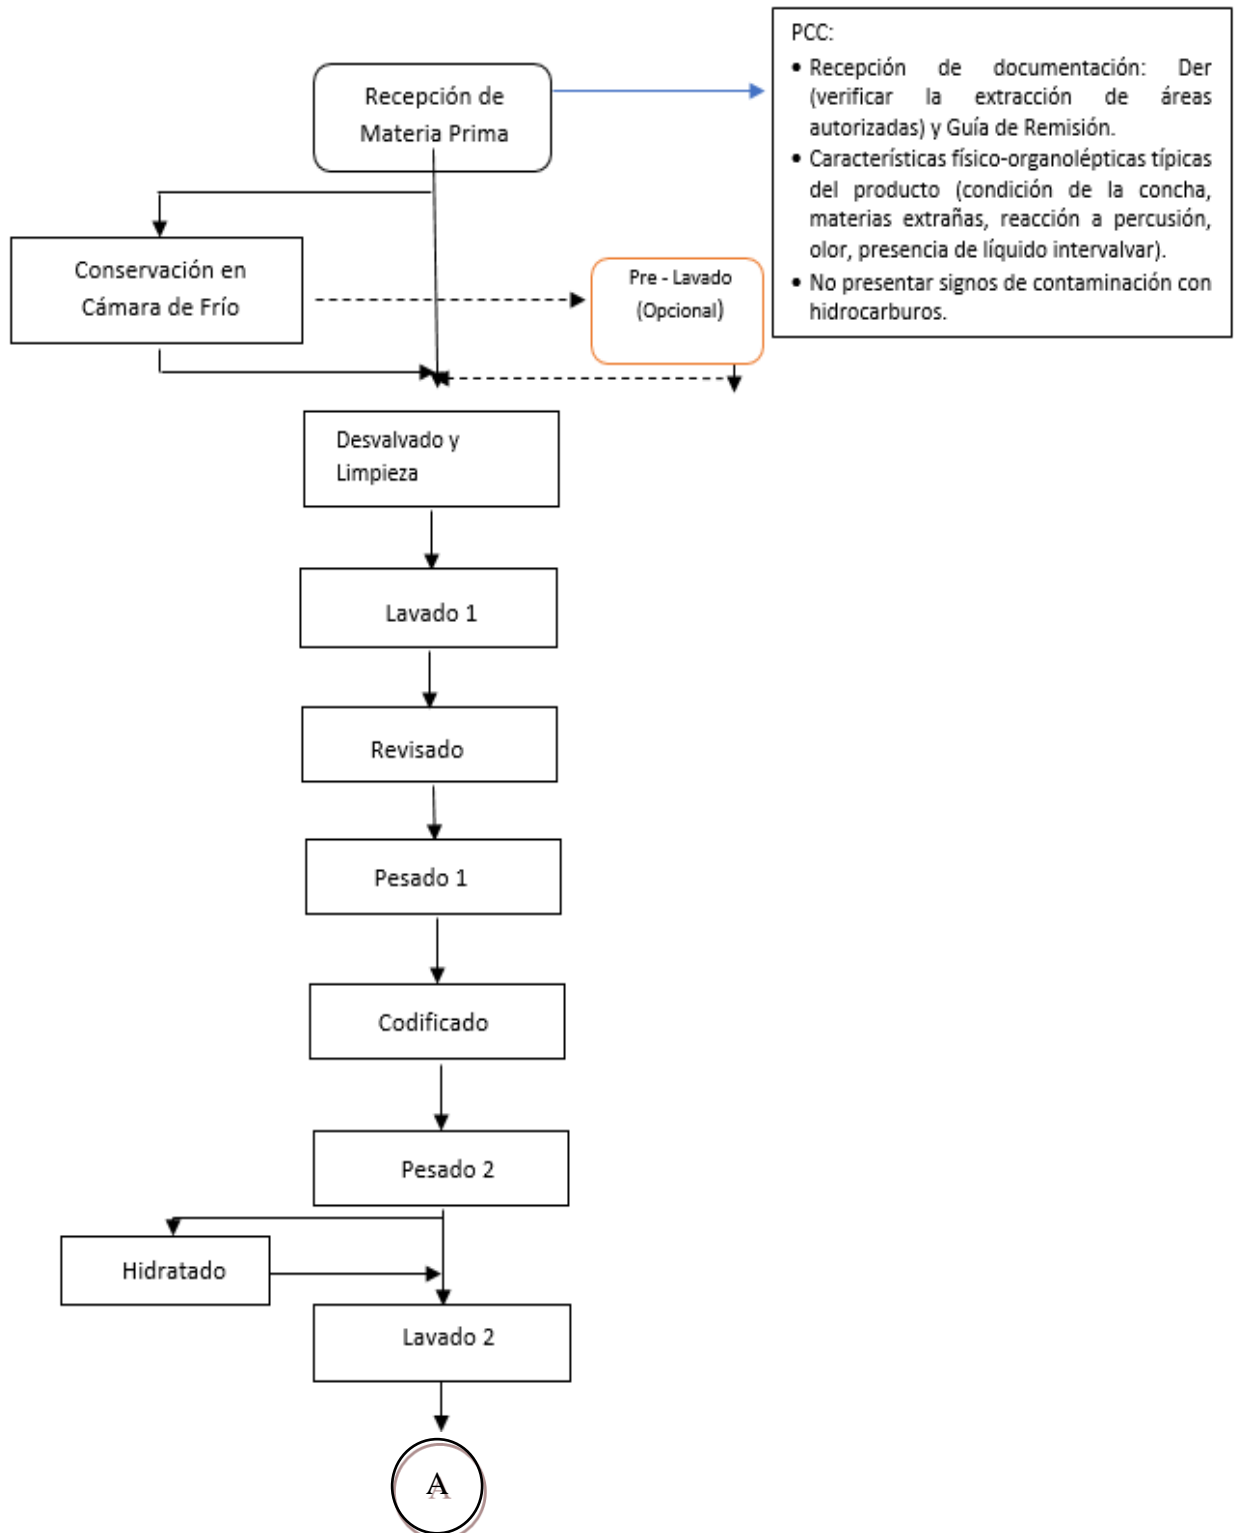 PCC:
• Recepción de documentación: Der
(verificar la extracción de áreas
autorizadas) y Guía de Remisión.
• Características físico-organolépticas típicas
del producto (condición de la concha,
materias extrañas, reacción a percusión,
olor, presencia de líquido intervalvar).
• No presentar signos de contaminación con
hidrocarburos.
Recepción de
Materia Prima
Conservación en
Cámara de Frío
Pre - Lavado
(Opcional)
Desvalvado y
Limpieza
Lavado 1
Revisado
Pesado 1
Codificado
Pesado 2
Hidratado
Lavado 2
A